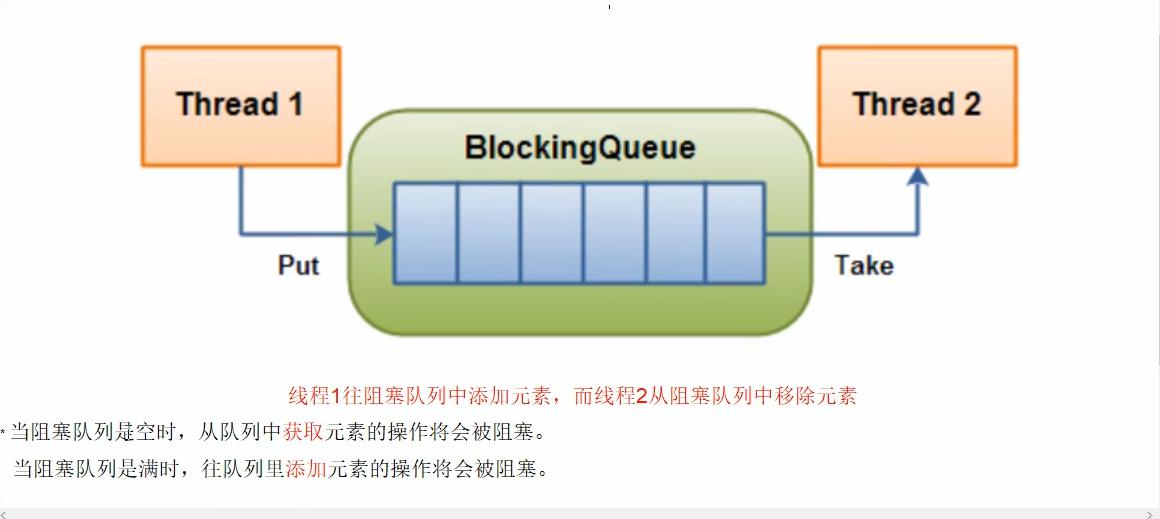 Thread 1
Thread 2
BlockingQueue
Put
Take
线程1往阻塞队列中添加元素，而线程2从阻塞队列中移除元素
* 当阻塞队列是空时，从队列中获取元素的操作将会被阻塞。
当阻塞队列是满时，往队列里添加元素的操作将会被阻塞。